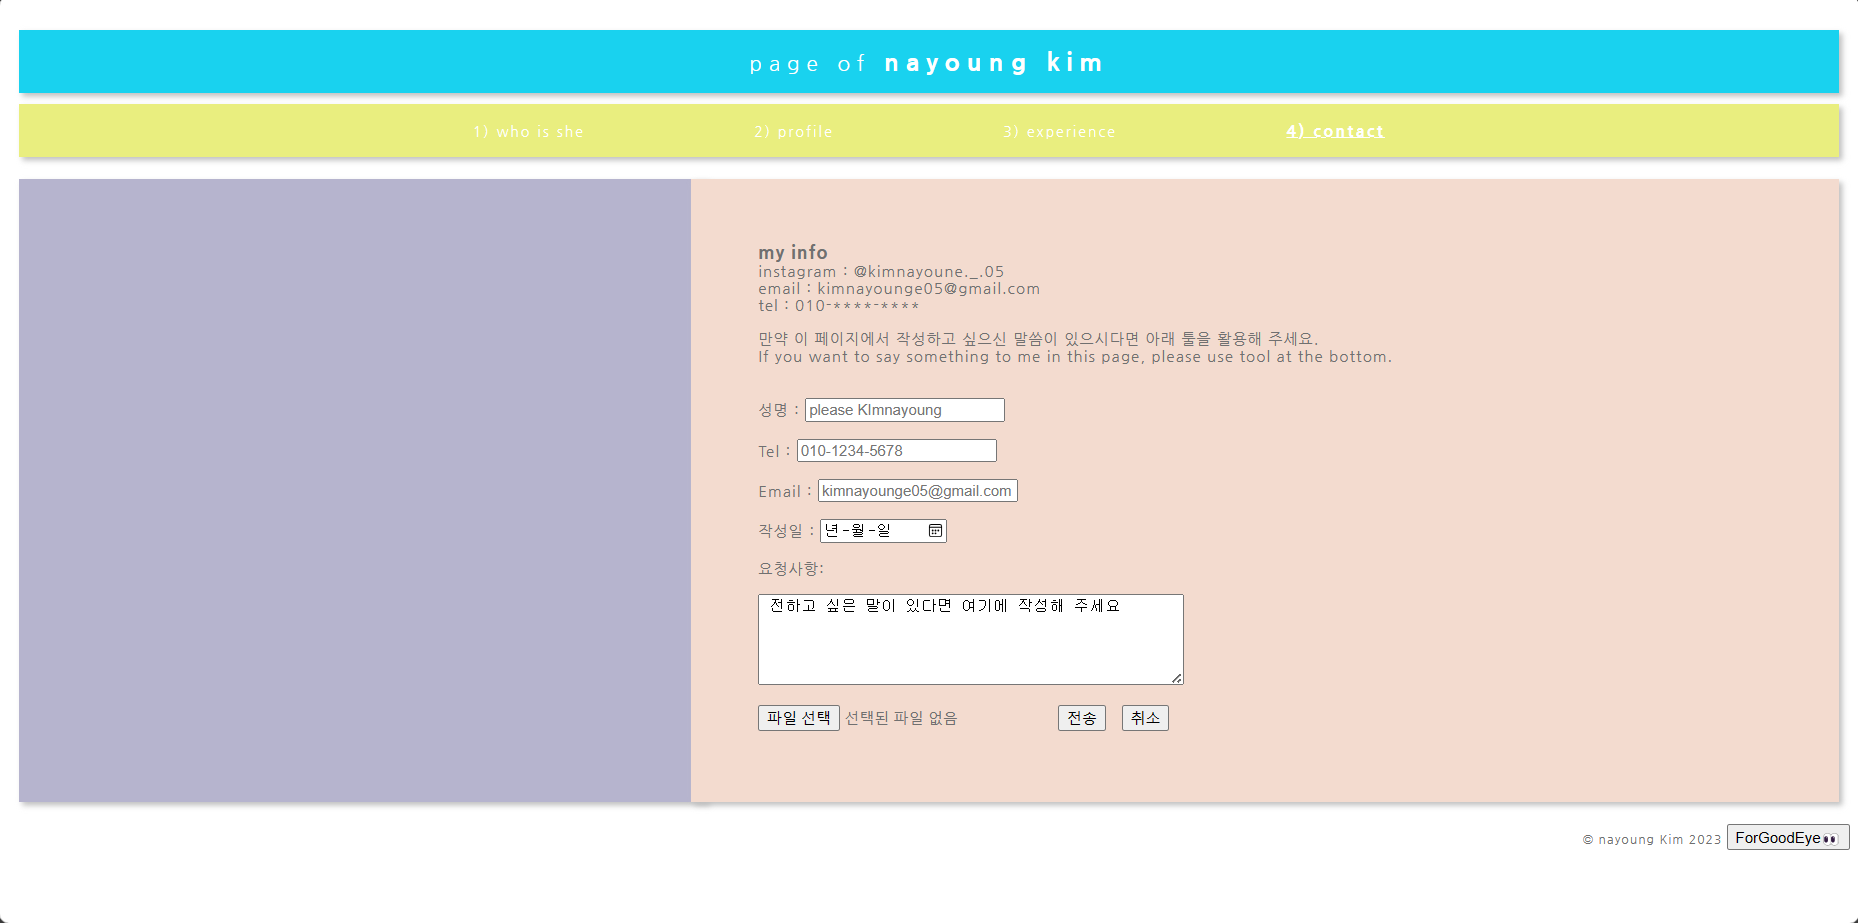 page of nayoung kim
1) who is she 2) profile 3) experience 4) contact
my info
instagram : @kimnayoune._.05
email : kimnayounge05@gmail.com
tel : 010-****-****
만약 이 페이지에서 작성하고 싶으신 말씀이 있으시다면 아래 툴을 활용해 주세요.
If you want to say something to me in this page, please use tool at the bottom.
성명 : please KImnayoung
Tel : 010-1234-5678
Email : kimnayounge05@gmail.com
작성일 : 년-월-일
요청사항:
전하고 싶은 말이 있다면 여기에 작성해 주세요
파일 선택 선택된 파일 없음 전송 취소
© nayoung Kim 2023 ForGoodEye👀